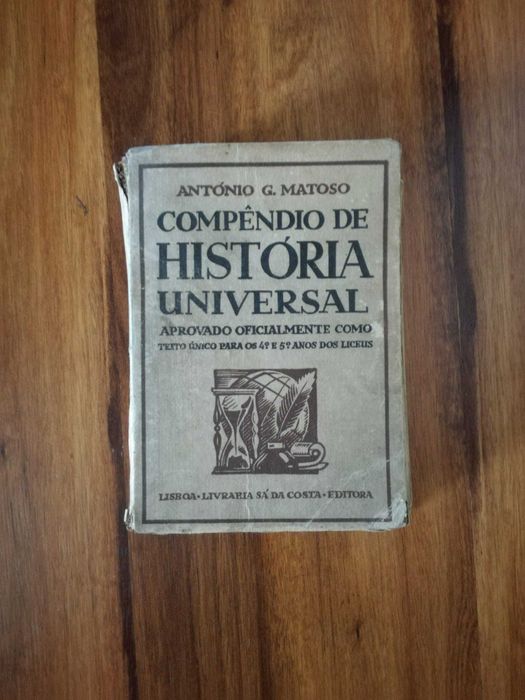 ANTÓNIO G. MATOSO
COMPÊNDIO DE
HISTÓRIA
UNIVERSAL
APROVADO OFICIALMENTE COMO
TEXTO ÚNICO PARA OS 4º E 5º ANOS DOS LICEUS
LISBOA • LIVRARIA SÁ DA COSTA • EDITORA